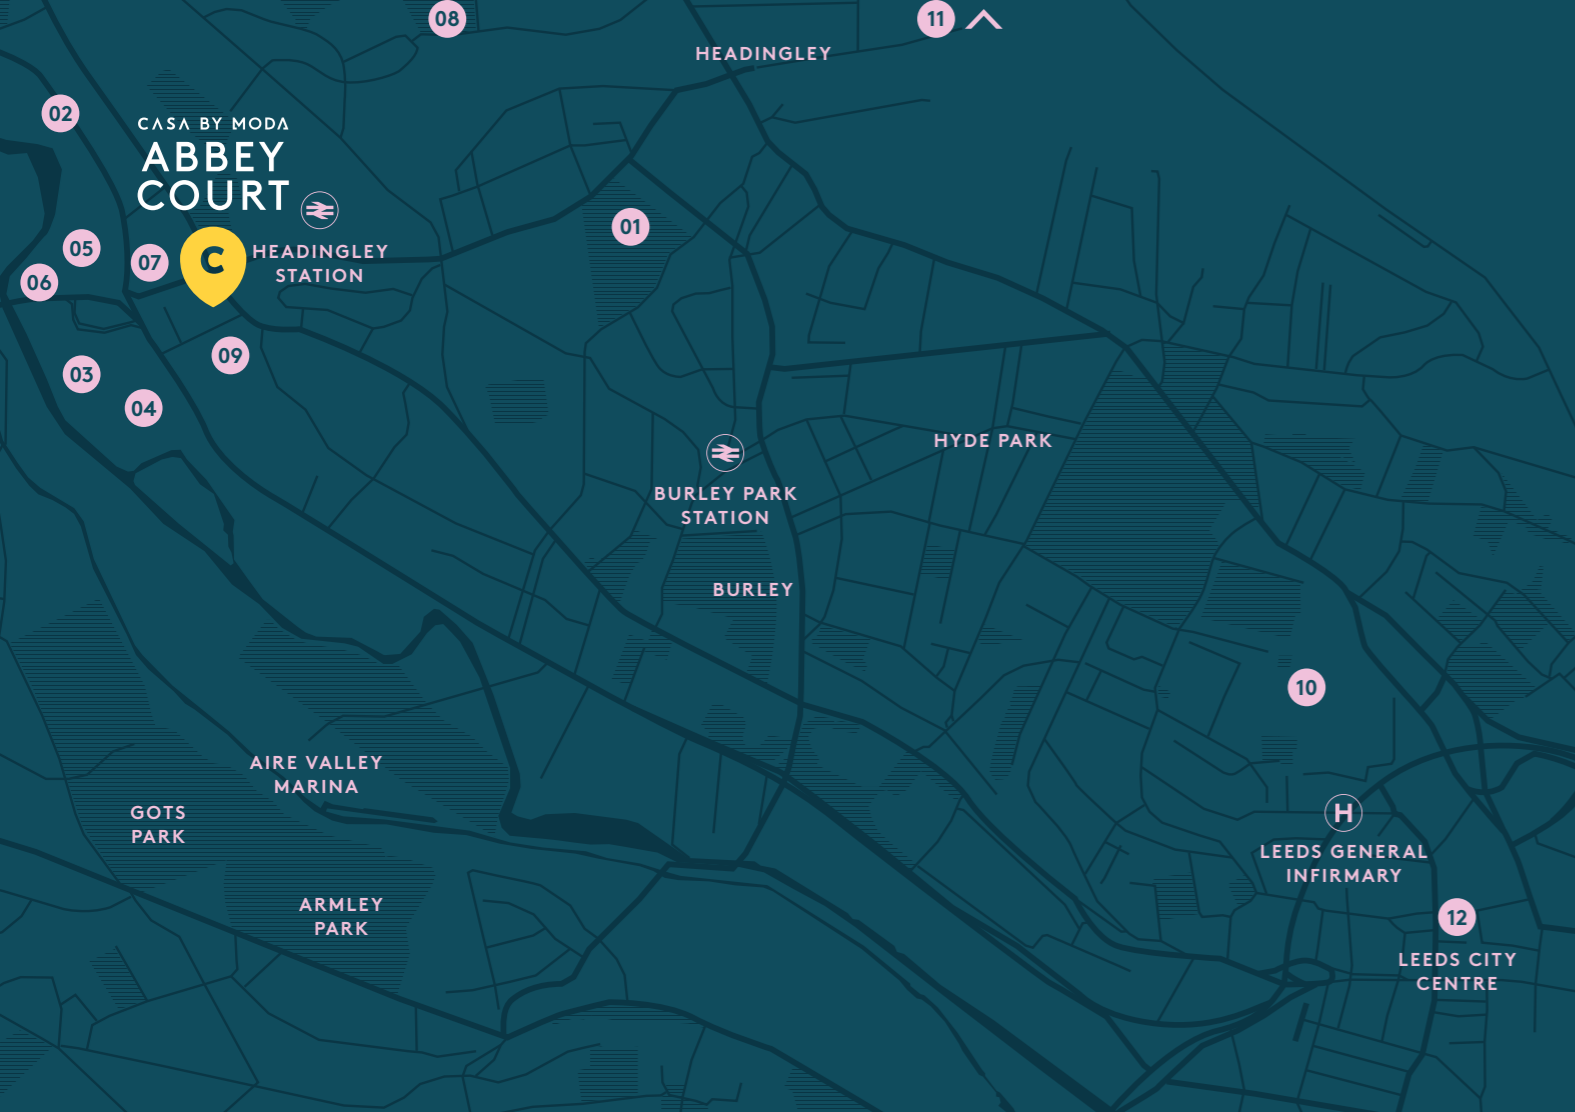 08
11
HEADINGLEY
02
CASA BY MODA
ABBEY
COURT
01
05
07
C
HEADINGLEY
STATION
06
09
03
04
HYDE PARK
BURLEY PARK
STATION
BURLEY
10
AIRE VALLEY
MARINA
GOTS
PARK
H
LEEDS GENERAL
INFIRMARY
ARMLEY
PARK
12
LEEDS CITY
CENTRE